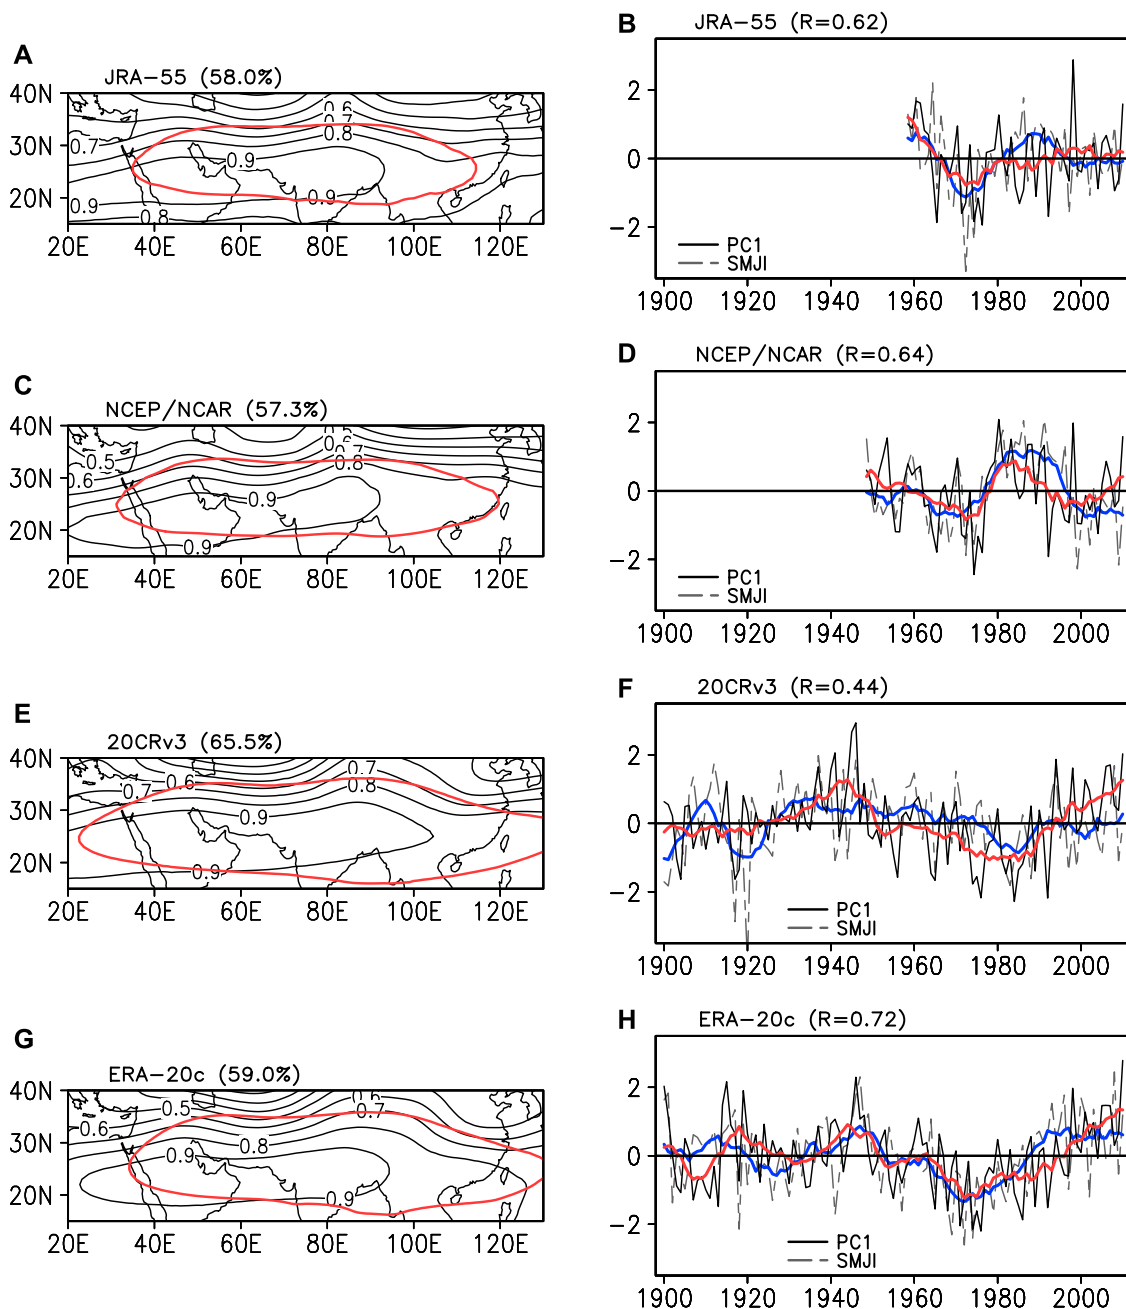 A
JRA-55 (58.0%)
40N
30N
20N
0.6
0.7
0.8
0.9
0.9
0.9
0.8
20E 40E 60E 80E 100E 120E
B
JRA-55 (R=0.62)
2
0
-2
PC1
SMJI
1900 1920 1940 1960 1980 2000
C
NCEP/NCAR (57.3%)
40N
30N
20N
0.5
0.6
0.6
0.7
0.8
0.9
0.9
20E 40E 60E 80E 100E 120E
D
NCEP/NCAR (R=0.64)
2
0
-2
PC1
SMJI
1900 1920 1940 1960 1980 2000
E
20CRv3 (65.5%)
40N
30N
20N
0.6
0.7
0.7
0.8
0.9
0.9
20E 40E 60E 80E 100E 120E
F
20CRv3 (R=0.44)
2
0
-2
PC1
SMJI
1900 1920 1940 1960 1980 2000
G
ERA-20c (59.0%)
40N
30N
20N
0.5
0.6
0.6
0.7
0.8
0.9
0.9
20E 40E 60E 80E 100E 120E
H
ERA-20c (R=0.72)
2
0
-2
PC1
SMJI
1900 1920 1940 1960 1980 2000